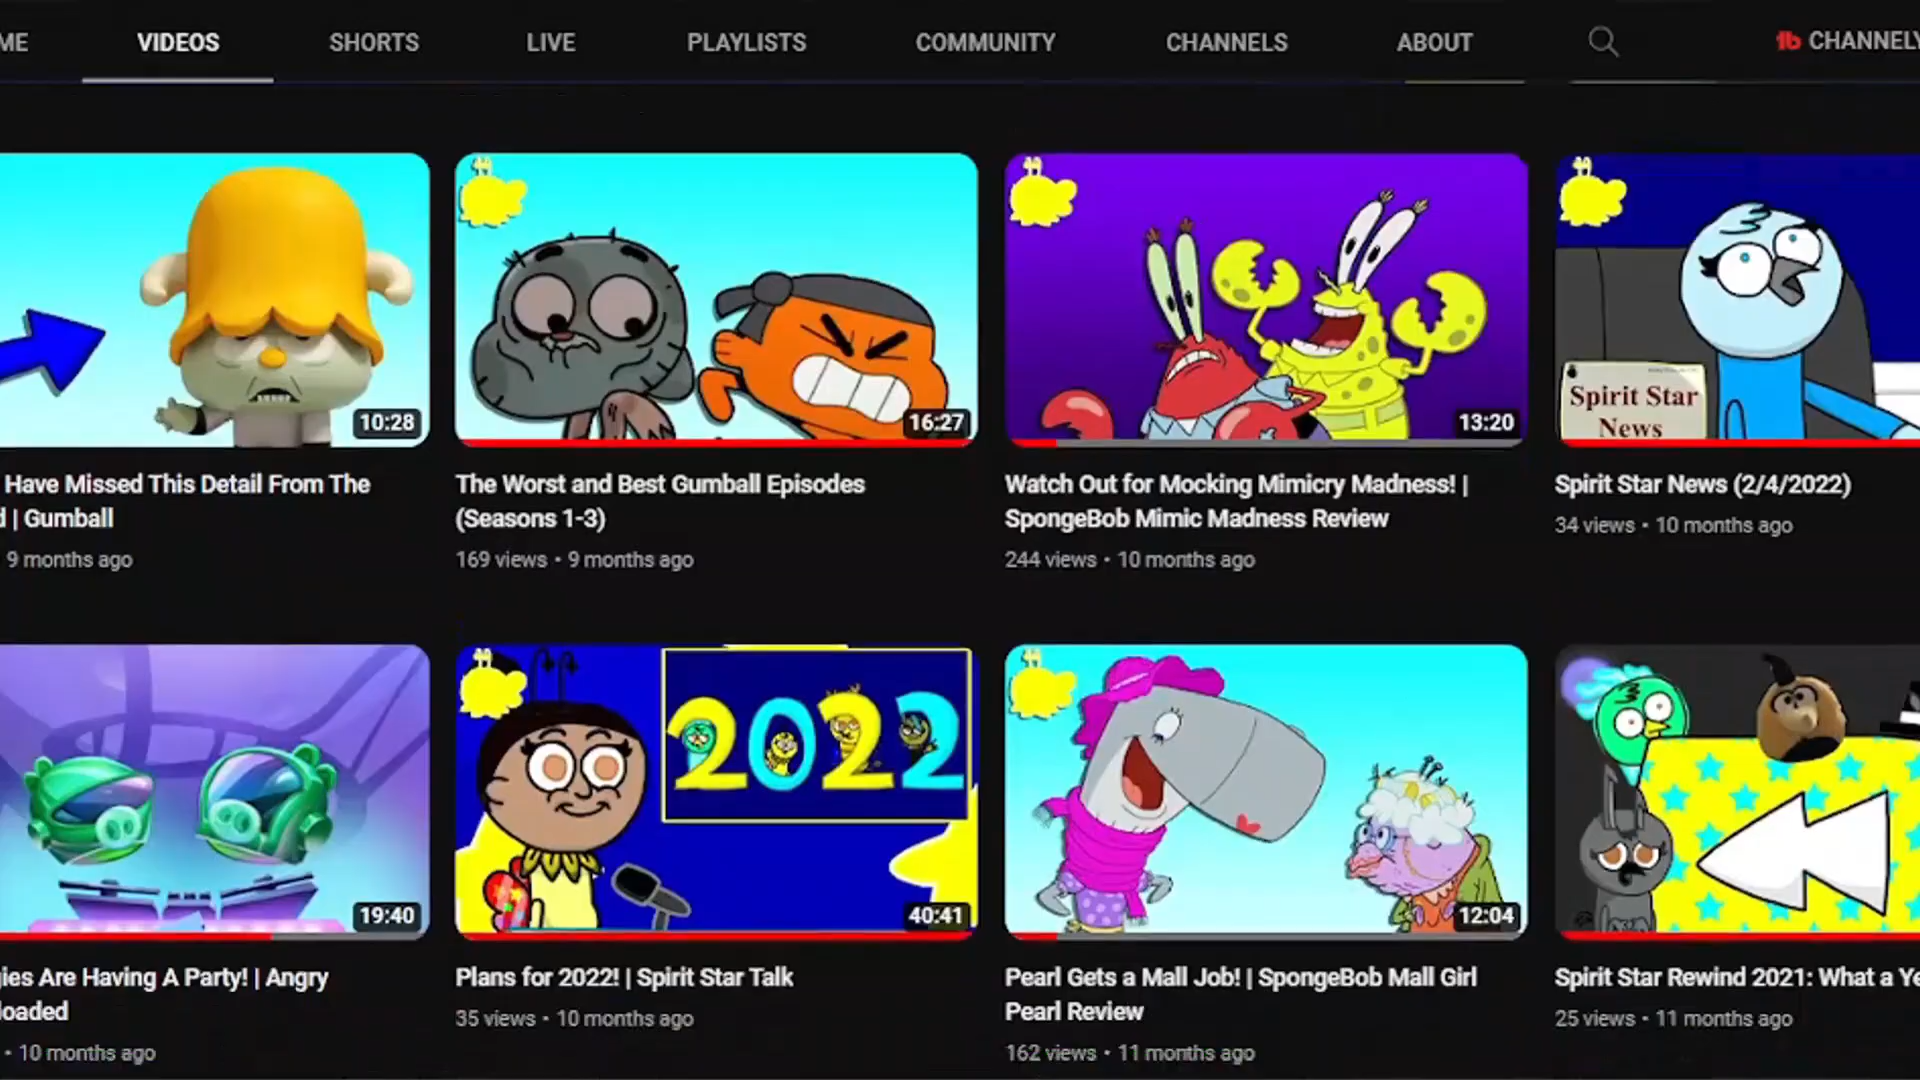 ME VIDEOS SHORTS LIVE PLAYLISTS COMMUNITY CHANNELS ABOUT CHANNELY
10:28
16:27
13:20
Spirit Star
News
Have Missed This Detail From The
d | Gumball
9 months ago
The Worst and Best Gumball Episodes
(Seasons 1-3)
169 views • 9 months ago
Watch Out for Mocking Mimicry Madness! |
SpongeBob Mimic Madness Review
244 views • 10 months ago
Spirit Star News (2/4/2022)
34 views • 10 months ago
19:40
2022
40:41
12:04
gies Are Having A Party! | Angry
loaded
• 10 months ago
Plans for 2022! | Spirit Star Talk
35 views • 10 months ago
Pearl Gets a Mall Job! | SpongeBob Mall Girl
Pearl Review
162 views • 11 months ago
Spirit Star Rewind 2021: What a Ye
25 views • 11 months ago